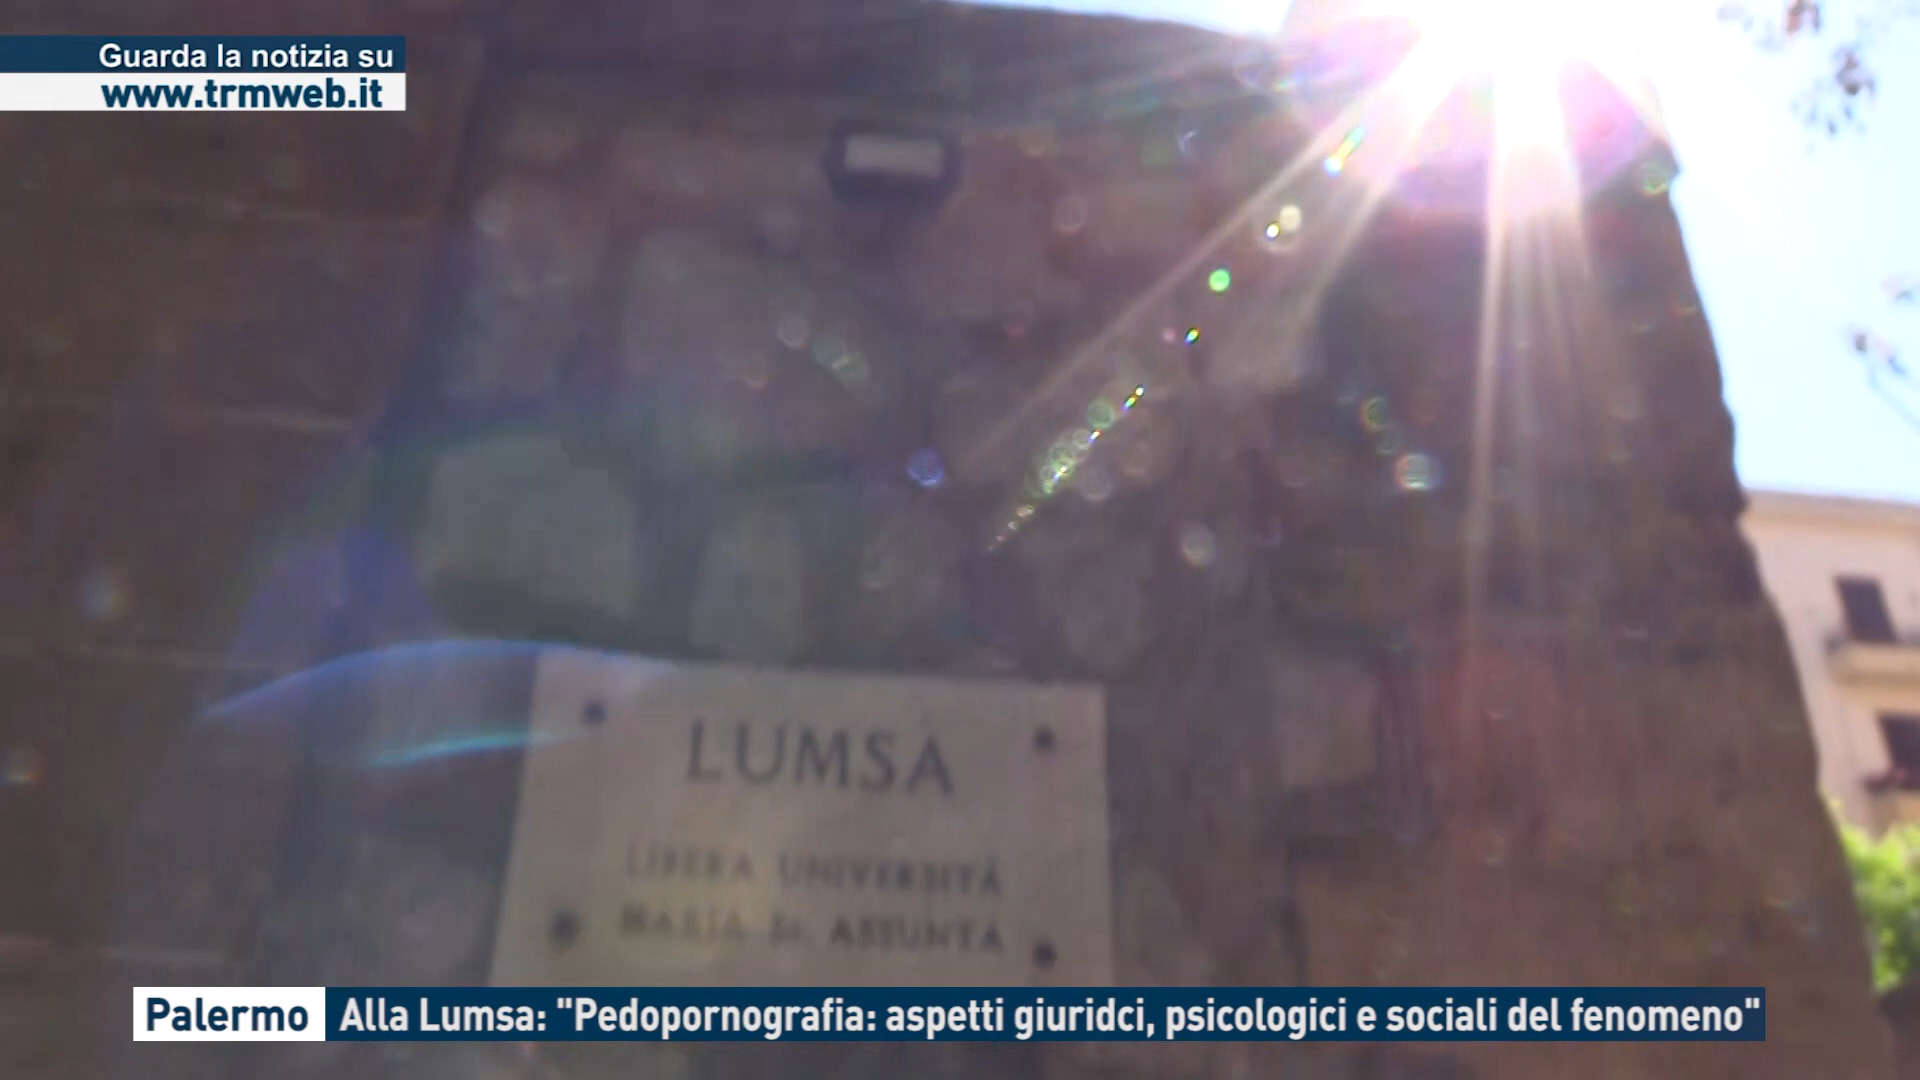 Guarda la notizia su
www.trmweb.it
LUMSA
LIBERA UNIVERSITÀ
MARIA SS. ASSUNTA
Palermo
Alla Lumsa: "Pedopornografia: aspetti giuridci, psicologici e sociali del fenomeno"